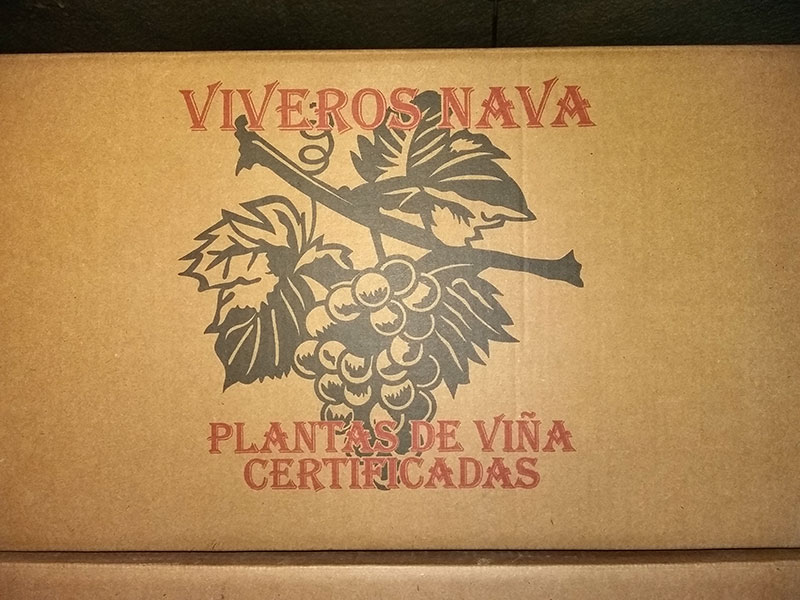 VIVEROS NAVA
PLANTAS DE VIÑA
CERTIFICADAS